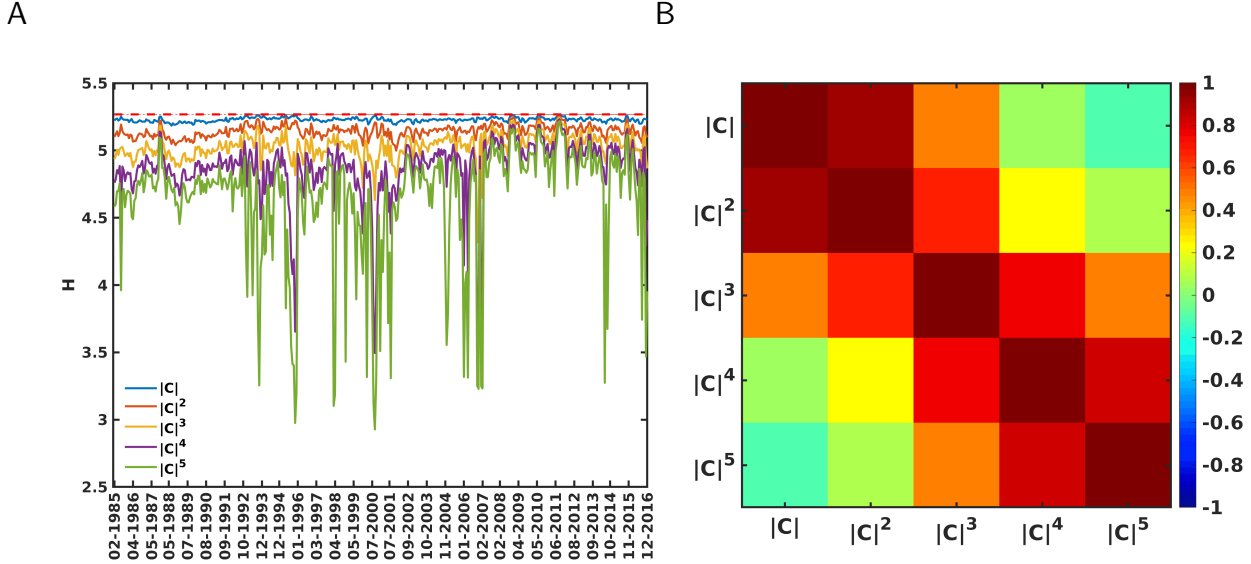 A
B
5.5
5
4.5
4
3.5
3
2.5
H
|C|
|C|²
|C|³
|C|⁴
|C|⁵
02-1985
04-1986
05-1987
05-1988
07-1989
08-1990
09-1991
10-1992
12-1993
12-1994
01-1996
04-1997
05-1998
05-1999
07-2000
07-2001
09-2002
10-2003
11-2004
01-2006
02-2007
02-2008
04-2009
05-2010
06-2011
08-2012
09-2013
10-2014
11-2015
12-2016
|C|
|C|²
|C|³
|C|⁴
|C|⁵
|C|
|C|²
|C|³
|C|⁴
|C|⁵
1
0.8
0.6
0.4
0.2
0
-0.2
-0.4
-0.6
-0.8
-1